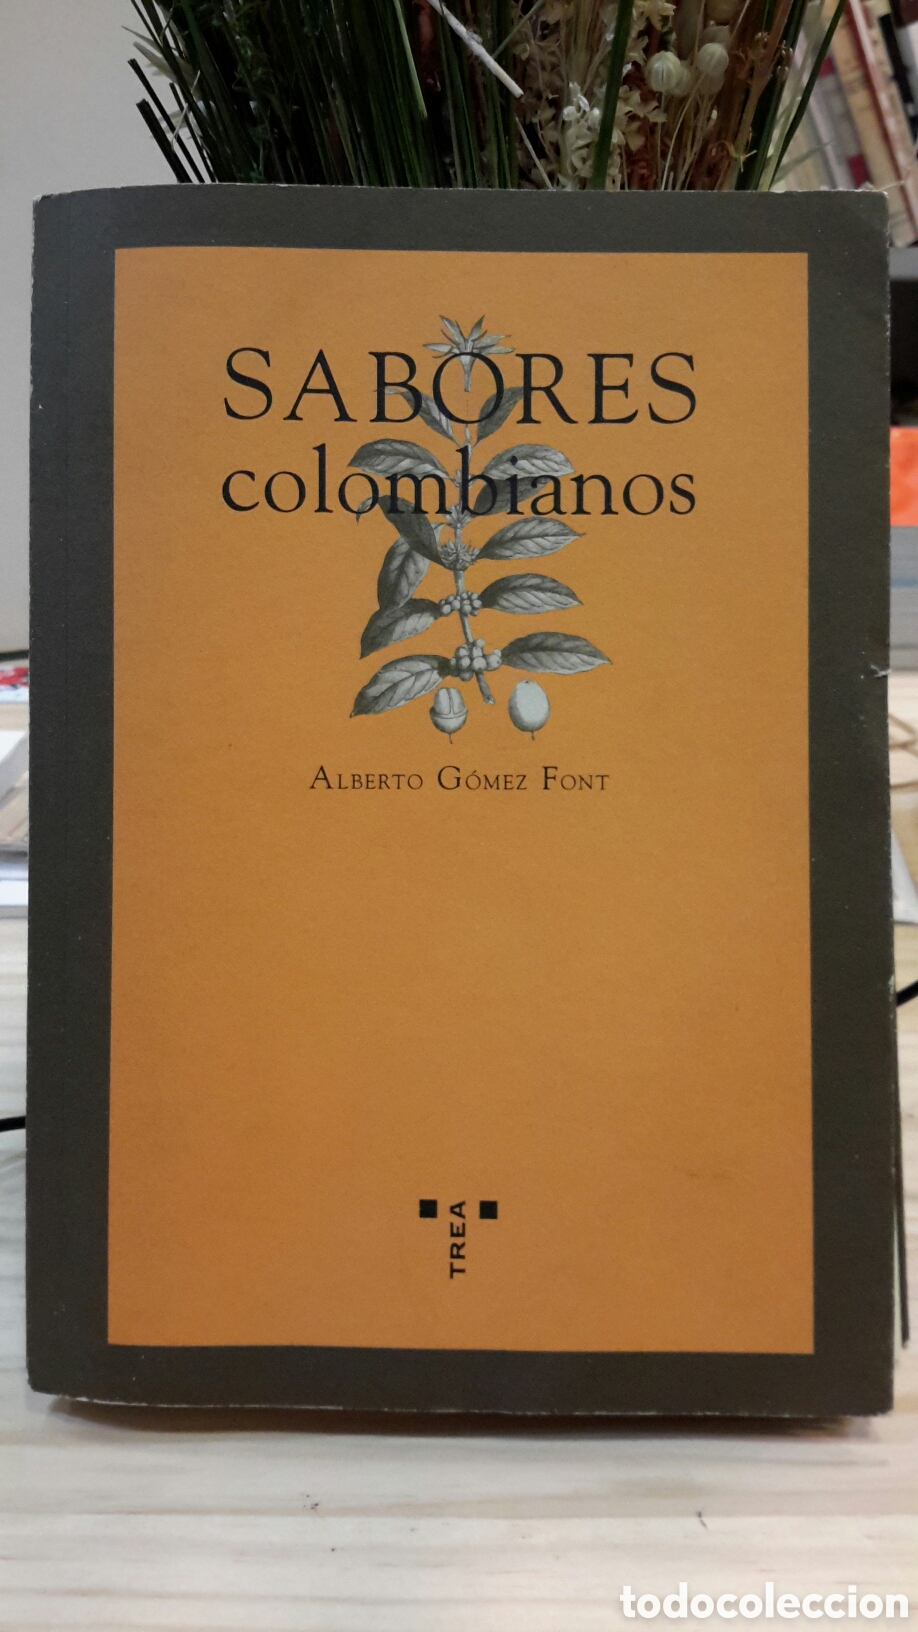 SABORES
colombianos
ALBERTO GÓMEZ FONT
TREA
todocoleccion